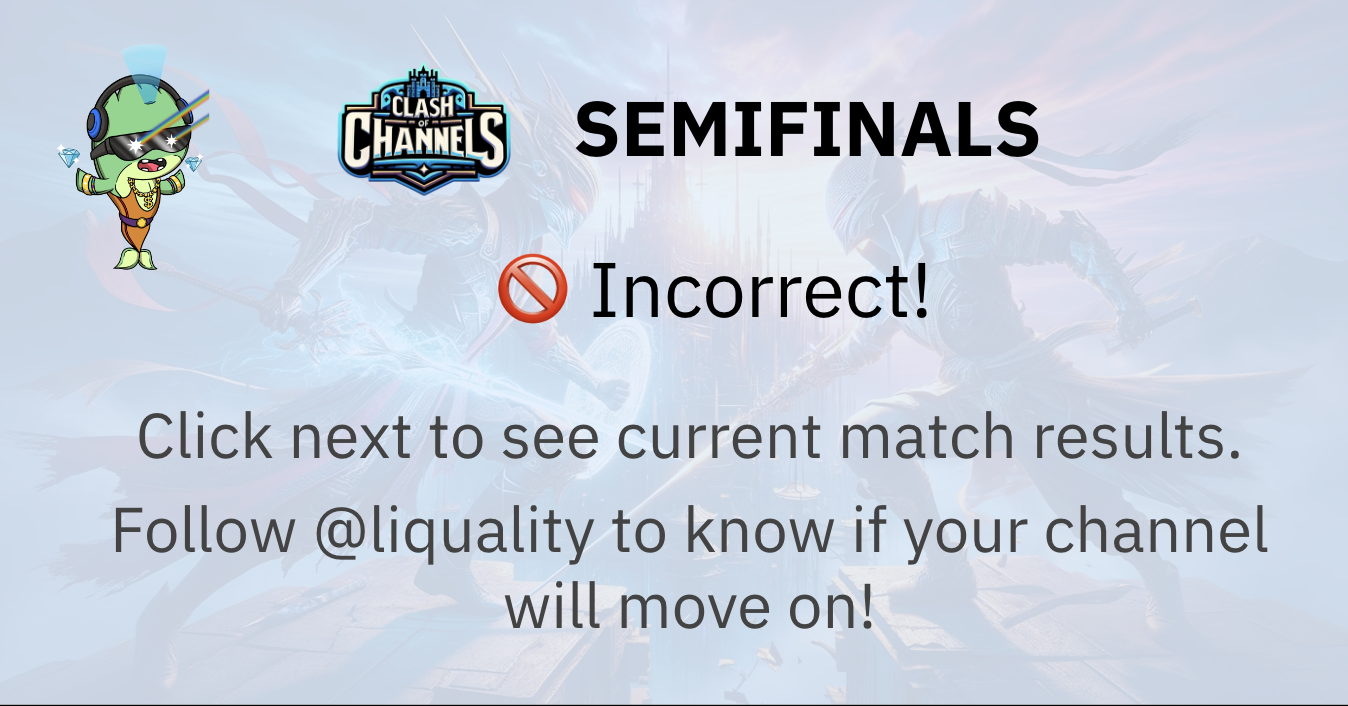 CLASH
OF
CHANNELS
SEMIFINALS
🚫 Incorrect!
Click next to see current match results.
Follow @liquality to know if your channel
will move on!